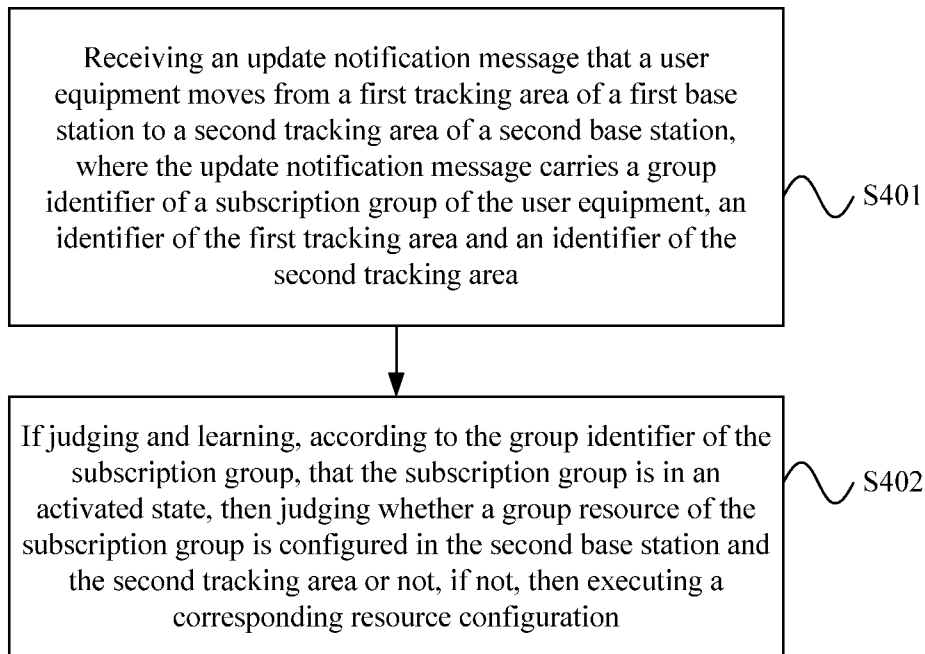 Receiving an update notification message that a user
equipment moves from a first tracking area of a first base
station to a second tracking area of a second base station,
where the update notification message carries a group
identifier of a subscription group of the user equipment, an
identifier of the first tracking area and an identifier of the
second tracking area
S401
If judging and learning, according to the group identifier of the
subscription group, that the subscription group is in an
activated state, then judging whether a group resource of the
subscription group is configured in the second base station and
the second tracking area or not, if not, then executing a
corresponding resource configuration
S402